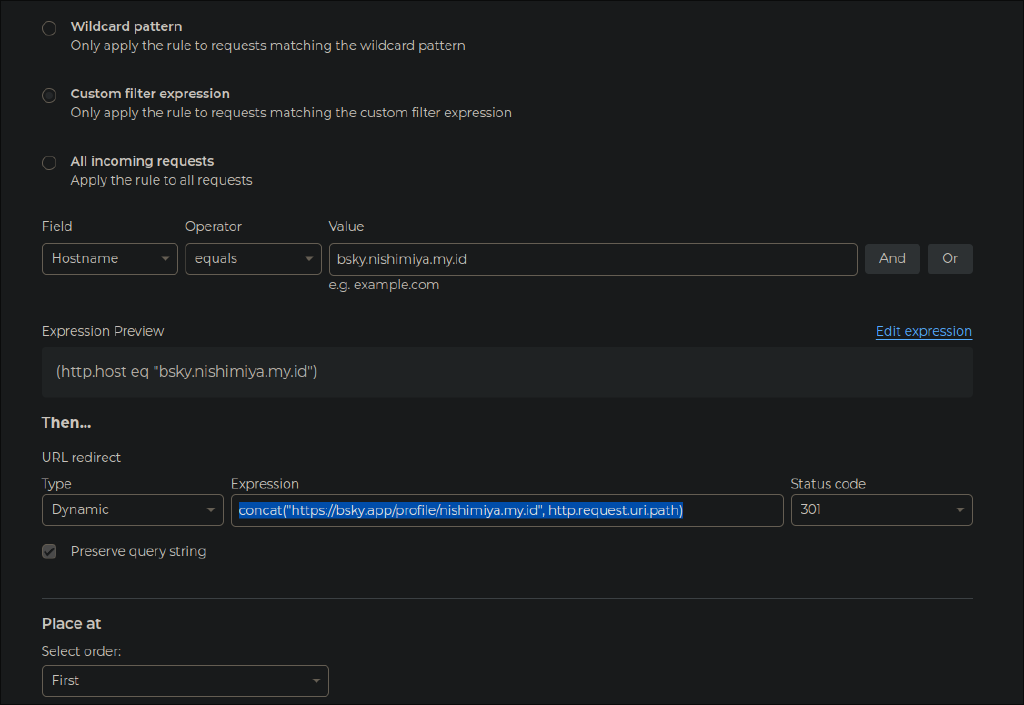 Wildcard pattern
Only apply the rule to requests matching the wildcard pattern
Custom filter expression
Only apply the rule to requests matching the custom filter expression
All incoming requests
Apply the rule to all requests
Field Operator Value
Hostname equals bsky.nishimiya.my.id And Or
e.g. example.com
Expression Preview Edit expression
(http.host eq "bsky.nishimiya.my.id")
Then...
URL redirect
Type Expression Status code
Dynamic concat("https://bsky.app/profile/nishimiya.my.id", http.request.uri.path) 301
Preserve query string
Place at
Select order:
First